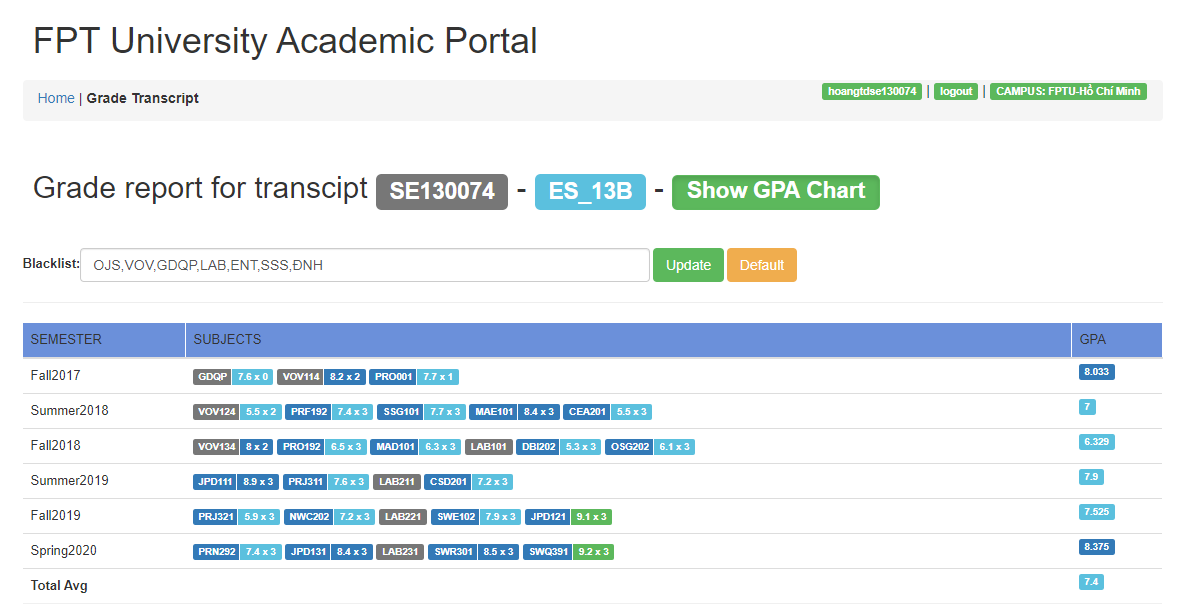 FPT University Academic Portal
Home | Grade Transcript hoangtdse130074 | logout | CAMPUS: FPTU-Hồ Chí Minh
Grade report for transcipt SE130074 - ES_13B - Show GPA Chart
Blacklist: OJS,VOV,GDQP,LAB,ENT,SSS,ĐNH Update Default
SEMESTER SUBJECTS GPA
Fall2017 GDQP 7.6 x 0 VOV114 8.2 x 2 PRO001 7.7 x 1 8.033
Summer2018 VOV124 5.5 x 2 PRF192 7.4 x 3 SSG101 7.7 x 3 MAE101 8.4 x 3 CEA201 5.5 x 3 7
Fall2018 VOV134 8 x 2 PRO192 6.5 x 3 MAD101 6.3 x 3 LAB101 DBI202 5.3 x 3 OSG202 6.1 x 3 6.329
Summer2019 JPD111 8.9 x 3 PRJ311 7.6 x 3 LAB211 CSD201 7.2 x 3 7.9
Fall2019 PRJ321 5.9 x 3 NWC202 7.2 x 3 LAB221 SWE102 7.9 x 3 JPD121 9.1 x 3 7.525
Spring2020 PRN292 7.4 x 3 JPD131 8.4 x 3 LAB231 SWR301 8.5 x 3 SWQ391 9.2 x 3 8.375
Total Avg 7.4